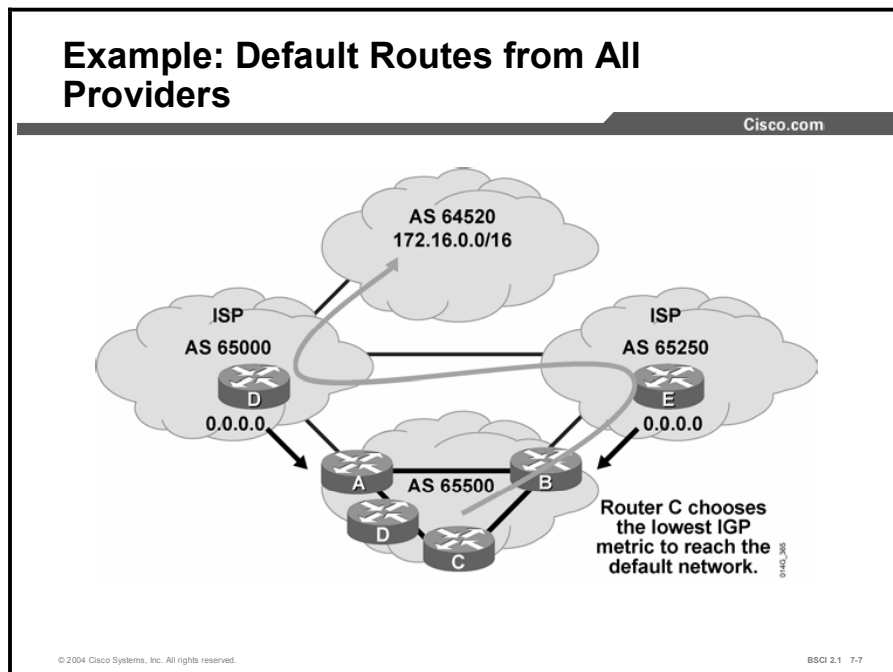 Example: Default Routes from All
Providers
Cisco.com
AS 64520
172.16.0.0/16
ISP
AS 65000
D
0.0.0.0
ISP
AS 65250
E
0.0.0.0
A
AS 65500
B
D
C
Router C chooses
the lowest IGP
metric to reach the
default network.
014G_365
© 2004 Cisco Systems, Inc. All rights reserved.
BSCI 2.1 7-7